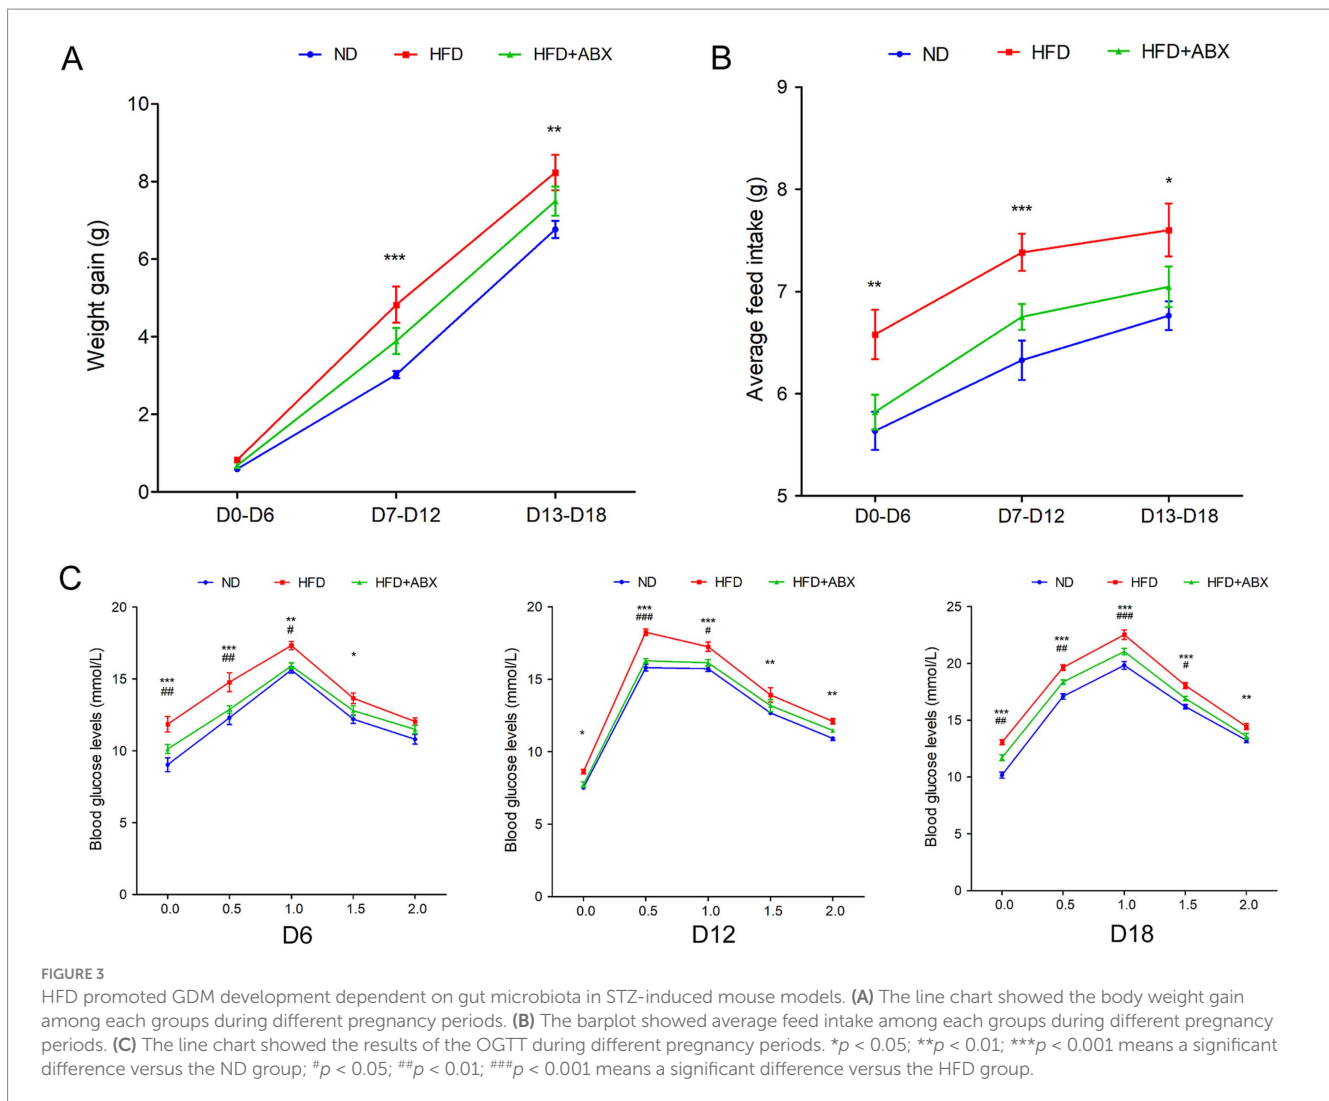 A
ND HFD HFD+ABX
Weight gain (g)
10
8
6
4
2
0
***
**
D0-D6 D7-D12 D13-D18
B
ND HFD HFD+ABX
Average feed intake (g)
9
8
7
6
5
**
***
*
D0-D6 D7-D12 D13-D18
C
ND HFD HFD+ABX
Blood glucose levels (mmol/L)
20
15
10
5
0
***
##
***
##
**
#
*
0.0 0.5 1.0 1.5 2.0
D6
ND HFD HFD+ABX
Blood glucose levels (mmol/L)
20
15
10
5
0
*
***
###
***
#
**
**
0.0 0.5 1.0 1.5 2.0
D12
ND HFD HFD+ABX
Blood glucose levels (mmol/L)
25
20
15
10
5
0
***
##
***
##
***
###
***
#
**
0.0 0.5 1.0 1.5 2.0
D18
FIGURE 3
HFD promoted GDM development dependent on gut microbiota in STZ-induced mouse models. (A) The line chart showed the body weight gain
among each groups during different pregnancy periods. (B) The barplot showed average feed intake among each groups during different pregnancy
periods. (C) The line chart showed the results of the OGTT during different pregnancy periods. *p < 0.05; **p < 0.01; ***p < 0.001 means a significant
difference versus the ND group; #p < 0.05; ##p < 0.01; ###p < 0.001 means a significant difference versus the HFD group.